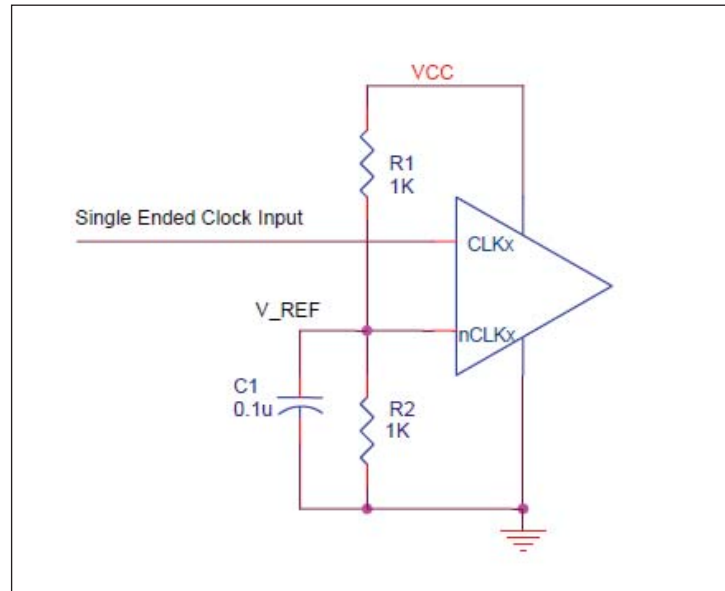 VCC
R1
1K
Single Ended Clock Input
CLKx
V_REF
nCLKx
C1
0.1u
R2
1K